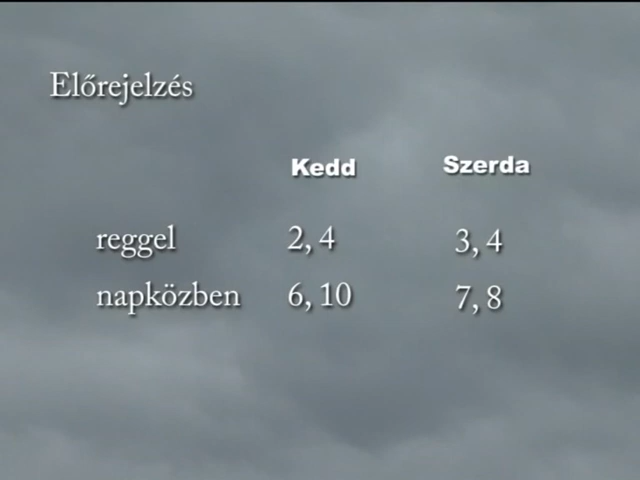 Előrejelzés
Kedd Szerda
reggel 2, 4 3, 4
napközben 6, 10 7, 8